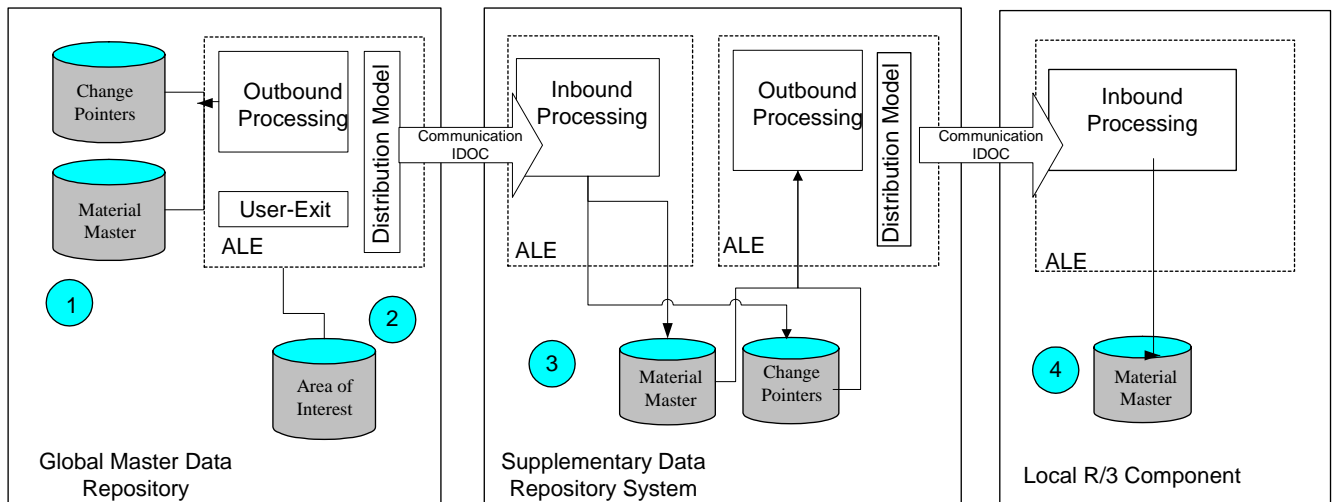 Change
Pointers
Material
Master
1
Outbound
Processing
User-Exit
ALE
Distribution Model
2
Area of
Interest
Global Master Data
Repository
Communication
IDOC
Inbound
Processing
ALE
Outbound
Processing
Distribution Model
ALE
3
Material
Master
Change
Pointers
Supplementary Data
Repository System
Communication
IDOC
Inbound
Processing
ALE
4
Material
Master
Local R/3 Component